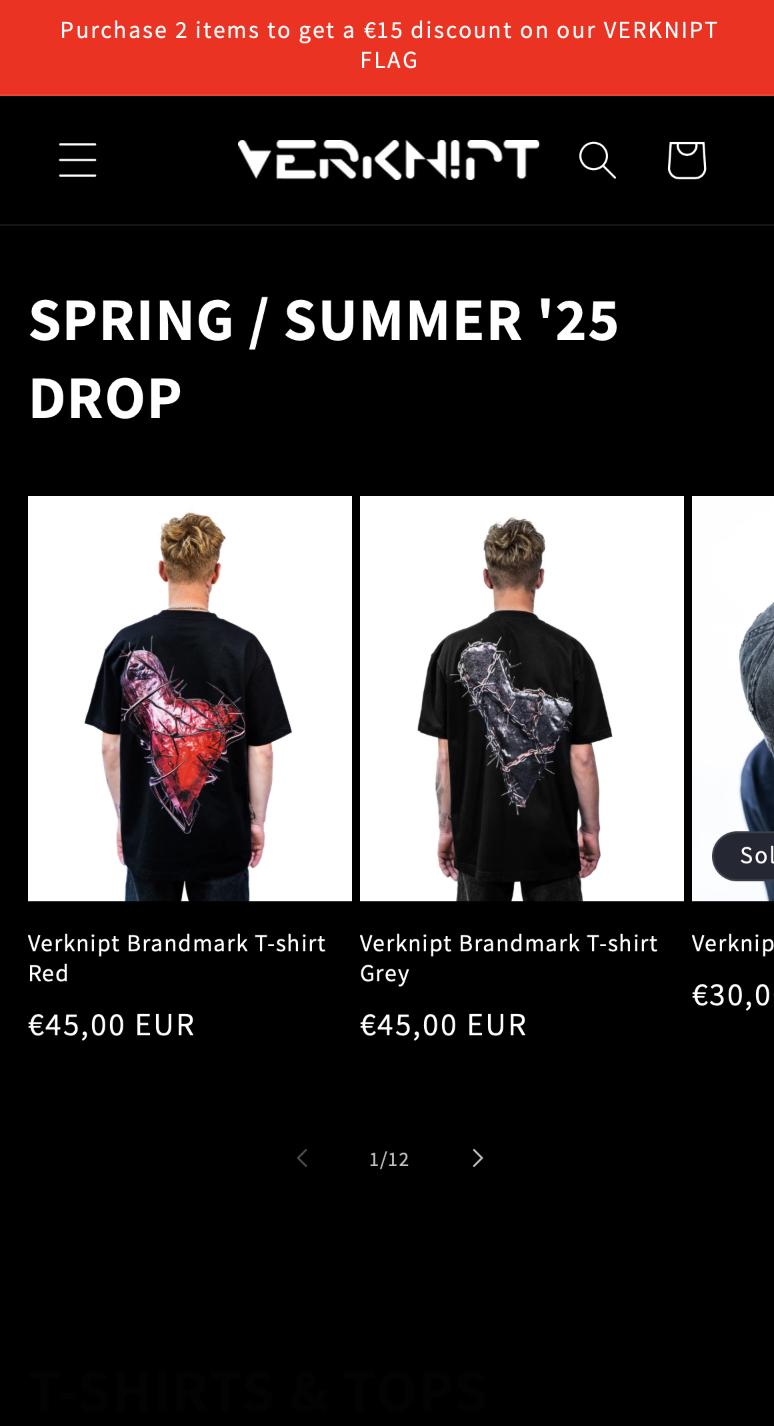 Purchase 2 items to get a €15 discount on our VERKNIPT
FLAG
VERKNIPT
SPRING / SUMMER '25
DROP
Sol
Verknipt Brandmark T-shirt
Red
€45,00 EUR
Verknipt Brandmark T-shirt
Grey
€45,00 EUR
Verknip
€30,0
1/12
T-SHIRTS & TOPS